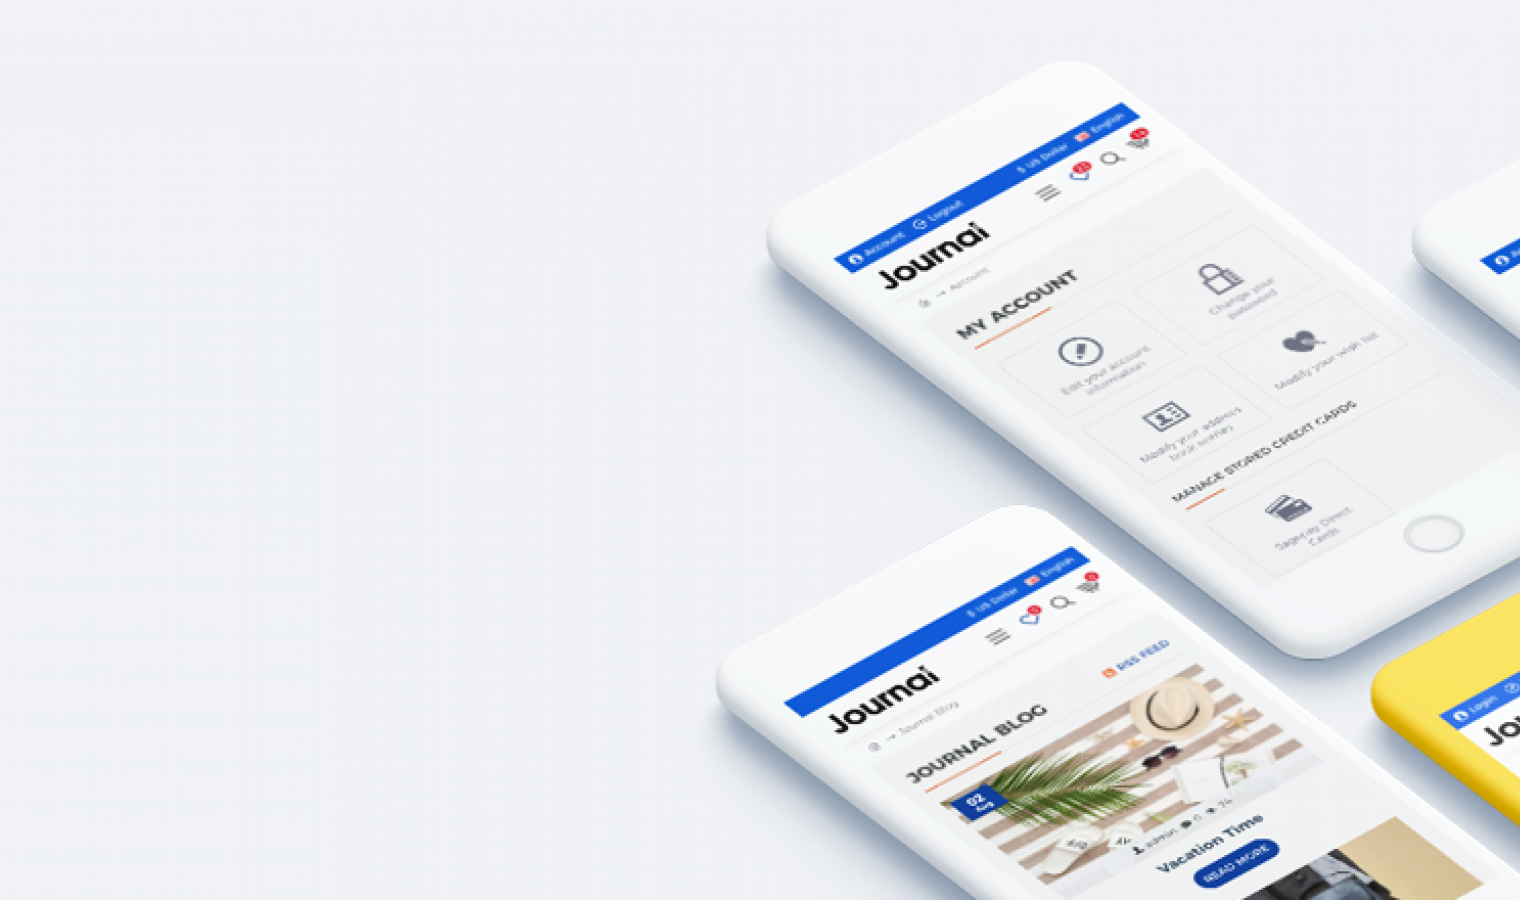 Account Logout $ US Dollar English
Journal
Account
MY ACCOUNT
Edit your account
information
Change your
password
Modify your address
book entries
Modify your wish list
MANAGE STORED CREDIT CARDS
Sagepay Direct
Cards
$ US Dollar English
Journal
Journal Blog
JOURNAL BLOG
RSS FEED
02
Aug
admin
Vacation Time
READ MORE
Login